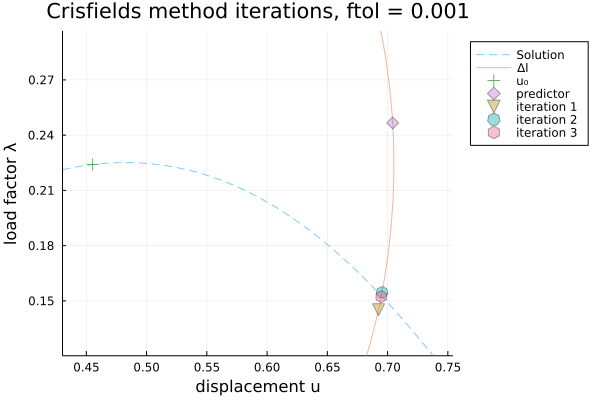 Crisfields method iterations, ftol = 0.001
load factor λ
0.27
0.24
0.21
0.18
0.15
0.45 0.50 0.55 0.60 0.65 0.70 0.75
displacement u
Solution
Δl
u₀
predictor
iteration 1
iteration 2
iteration 3